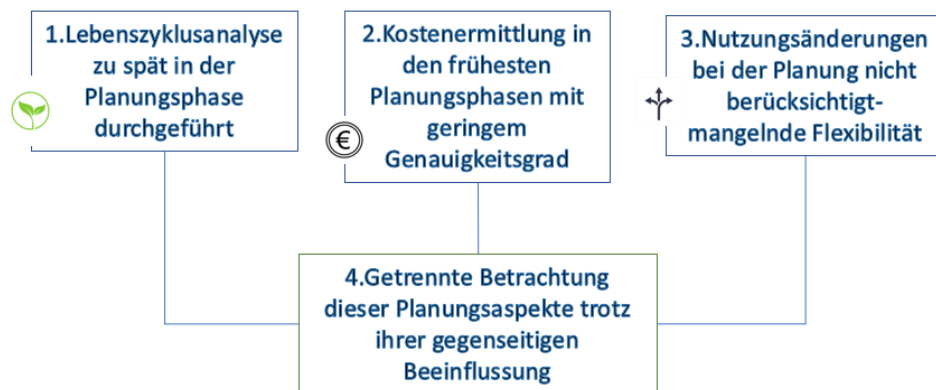 1.Lebenszyklusanalyse
zu spät in der
Planungsphase
durchgeführt
2.Kostenermittlung in
den frühesten
Planungsphasen mit
geringem
Genauigkeitsgrad
€
3.Nutzungsänderungen
bei der Planung nicht
berücksichtigt-
mangelnde Flexibilität
4.Getrennte Betrachtung
dieser Planungsaspekte trotz
ihrer gegenseitigen
Beeinflussung